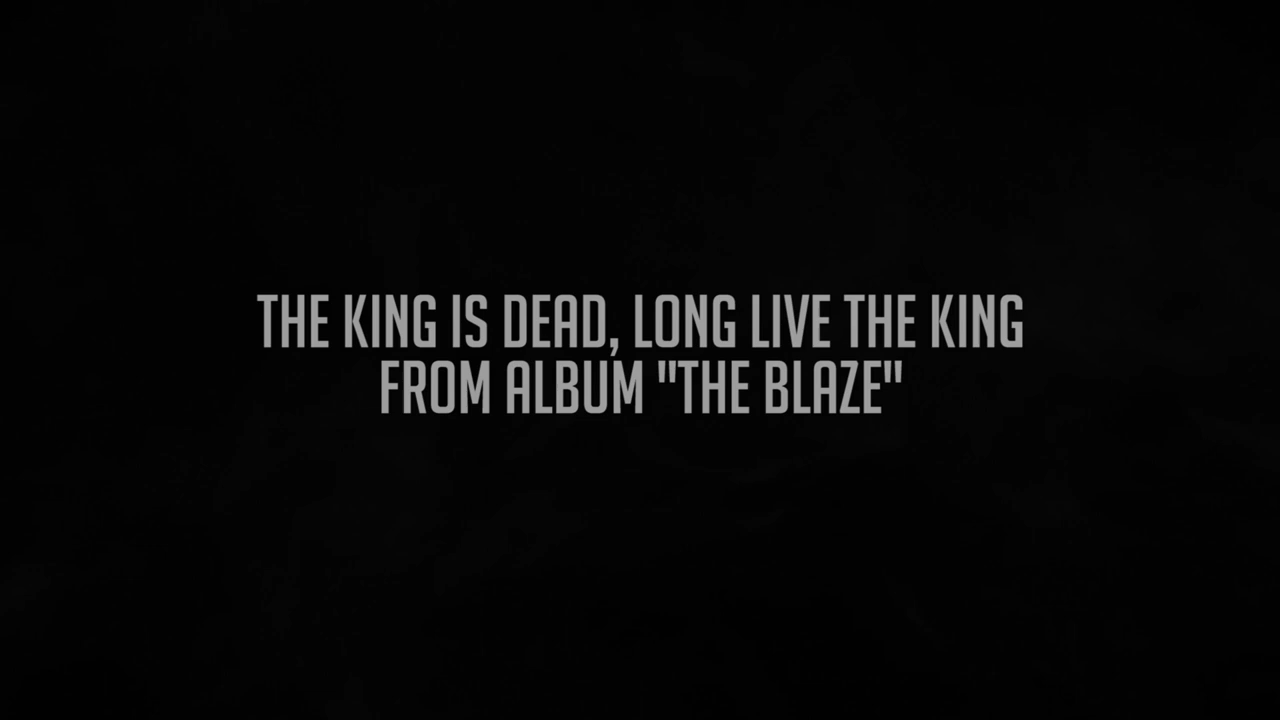 THE KING IS DEAD, LONG LIVE THE KING
FROM ALBUM "THE BLAZE"